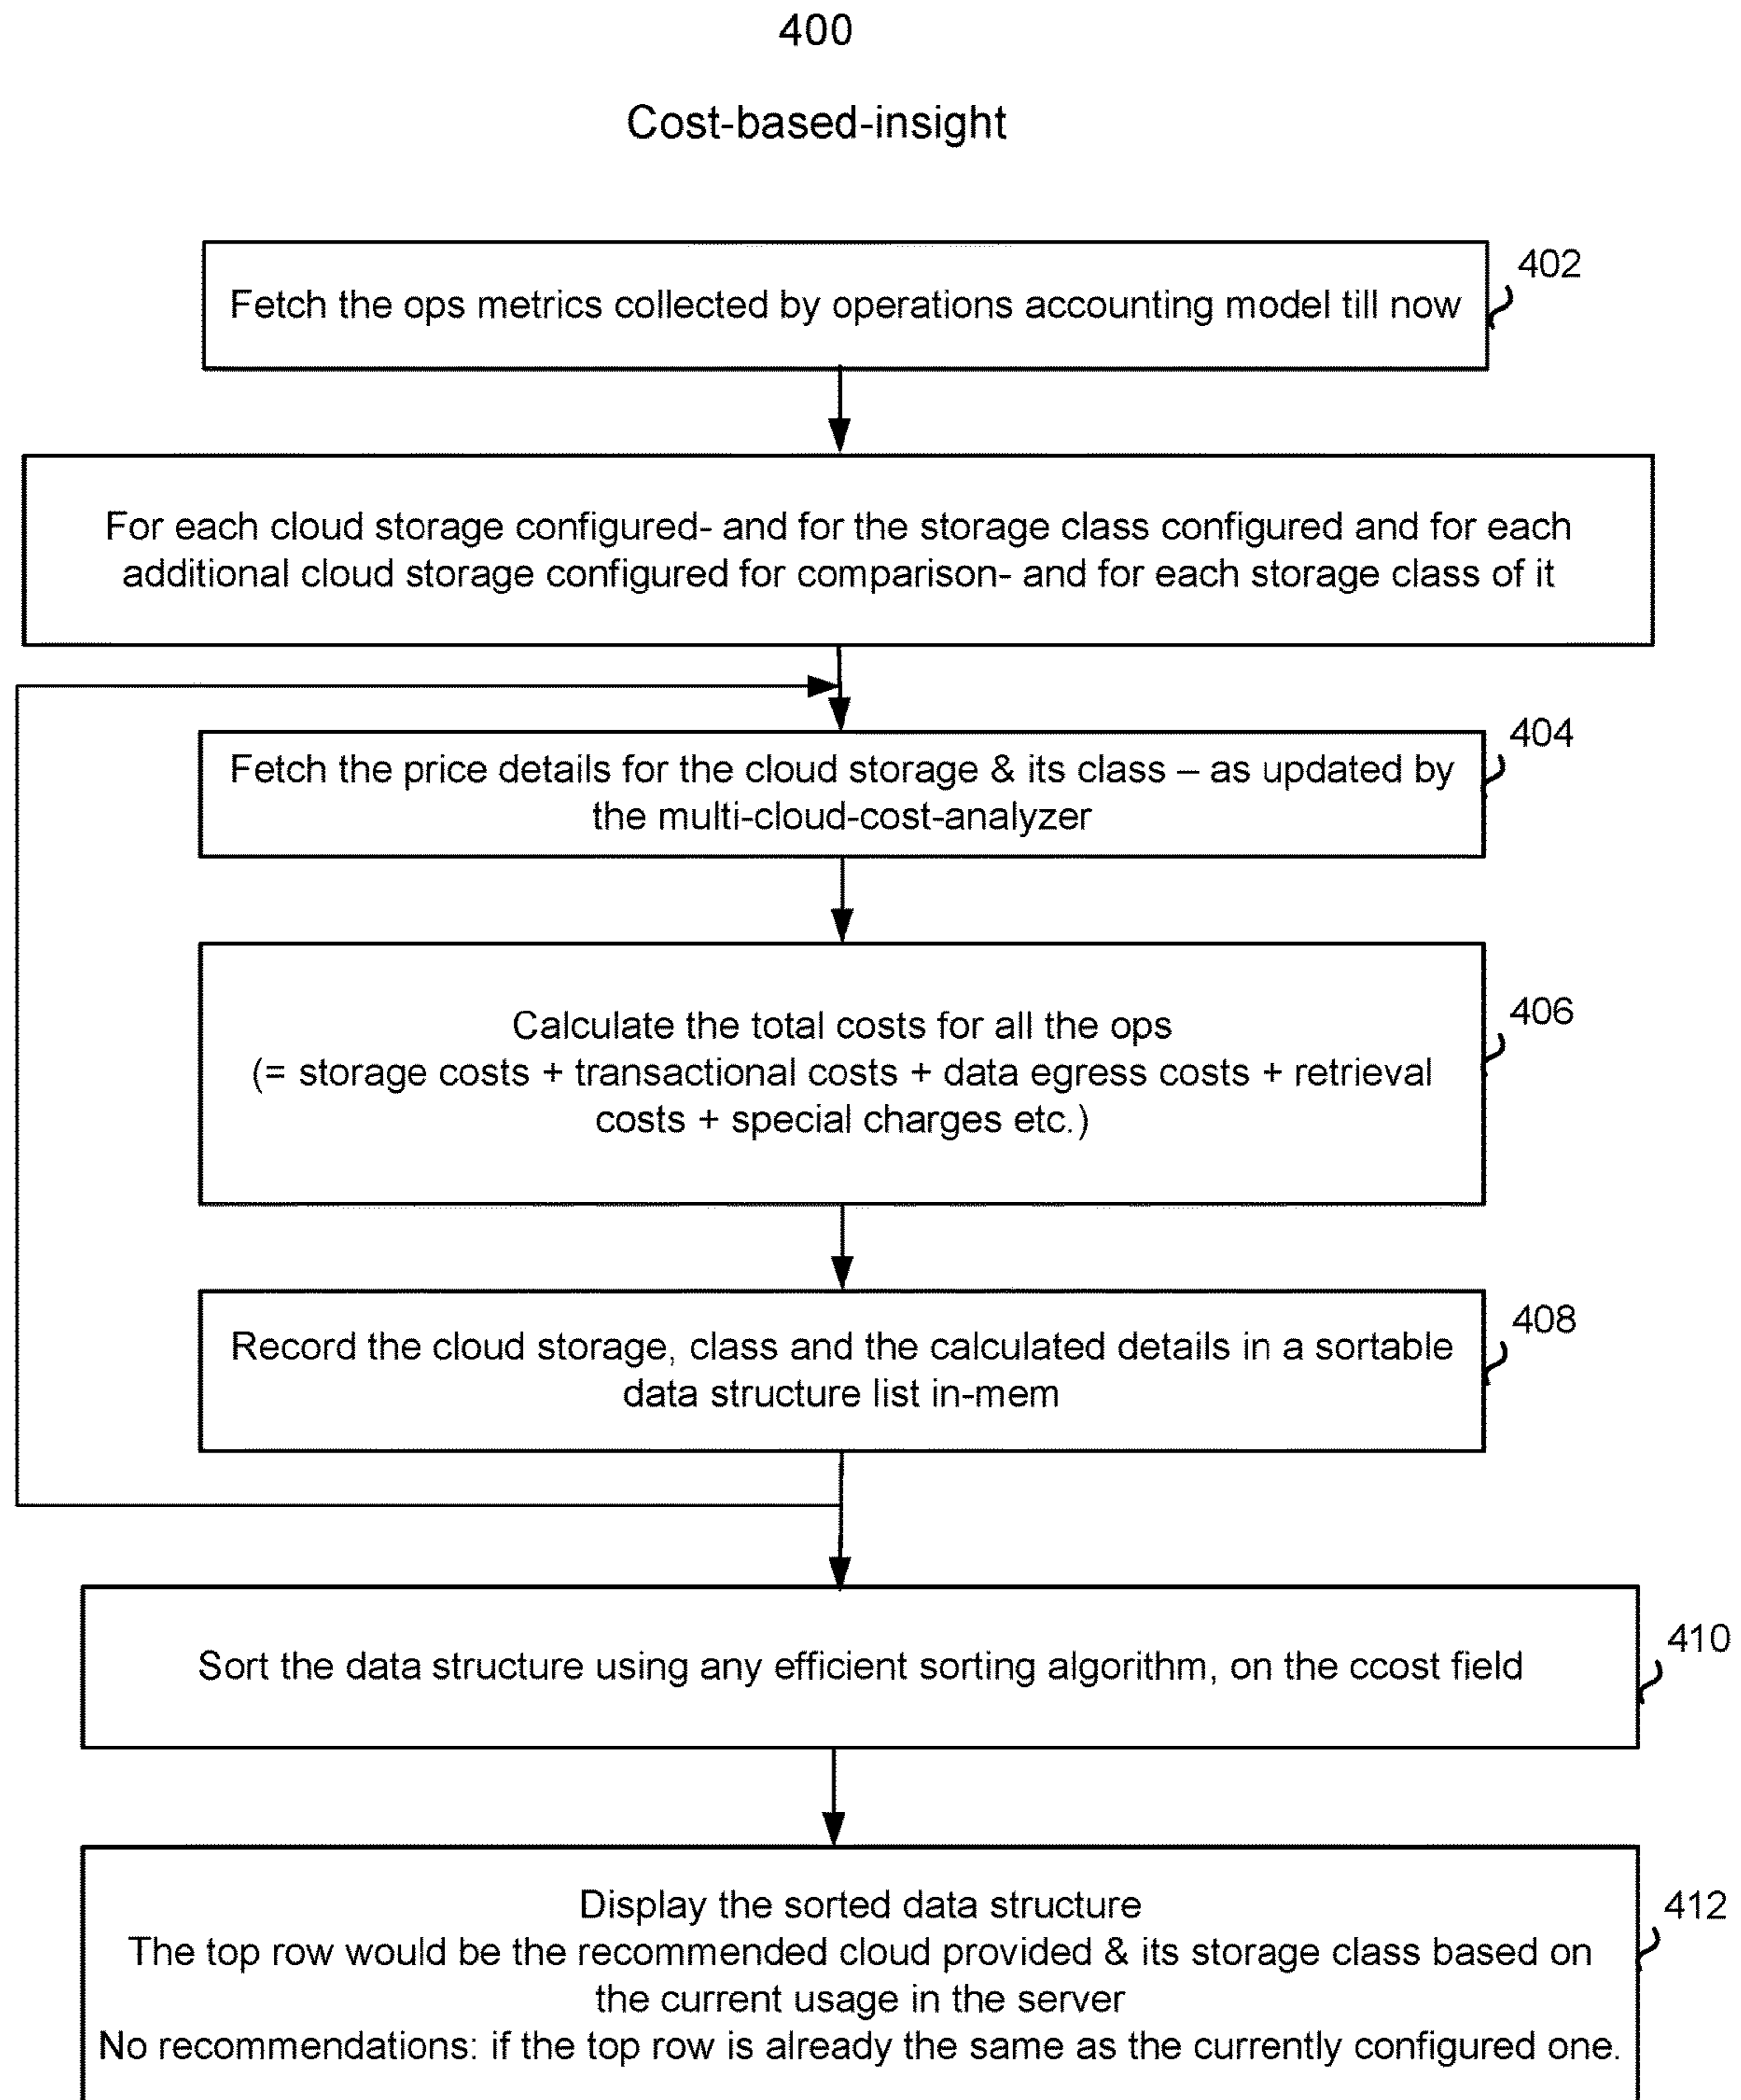 400
Cost-based-insight
402
Fetch the ops metrics collected by operations accounting model till now
For each cloud storage configured- and for the storage class configured and for each
additional cloud storage configured for comparison- and for each storage class of it
404
Fetch the price details for the cloud storage & its class – as updated by
the multi-cloud-cost-analyzer
406
Calculate the total costs for all the ops
(= storage costs + transactional costs + data egress costs + retrieval
costs + special charges etc.)
408
Record the cloud storage, class and the calculated details in a sortable
data structure list in-mem
410
Sort the data structure using any efficient sorting algorithm, on the ccost field
412
Display the sorted data structure
The top row would be the recommended cloud provided & its storage class based on
the current usage in the server
No recommendations: if the top row is already the same as the currently configured one.